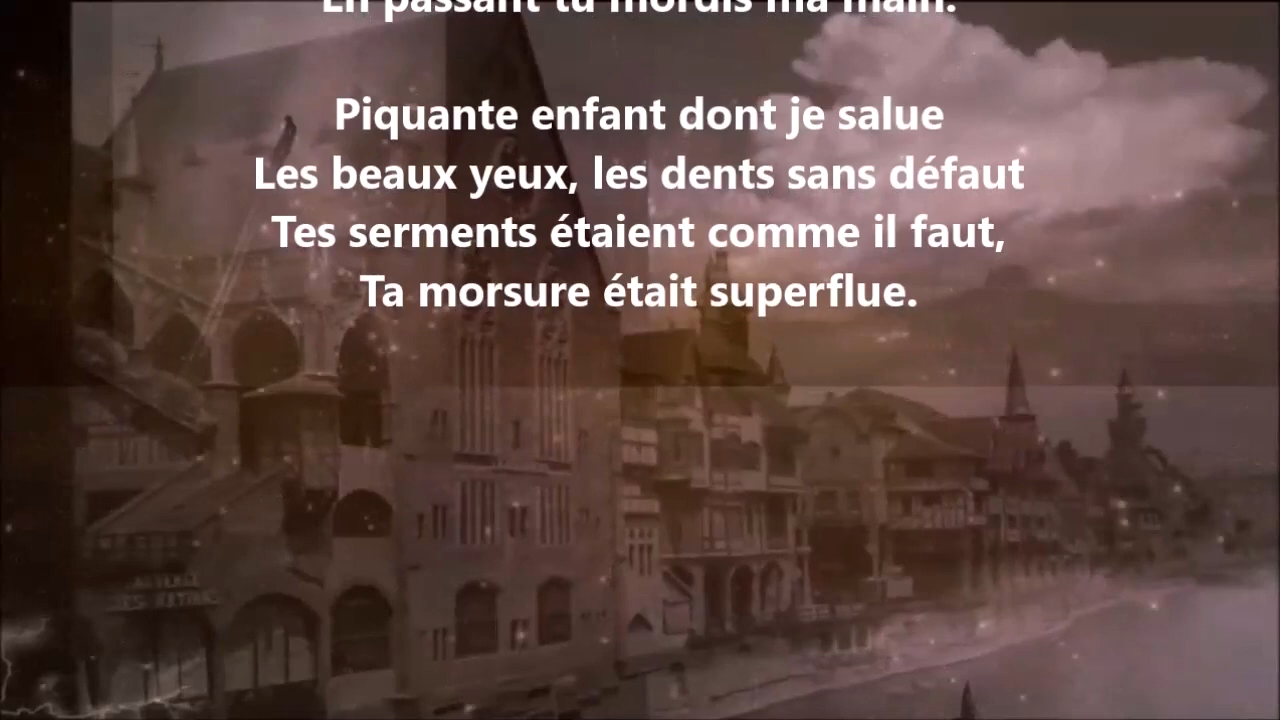 En passant tu mordis ma main.
Piquante enfant dont je salue
Les beaux yeux, les dents sans défaut
Tes serments étaient comme il faut,
Ta morsure était superflue.